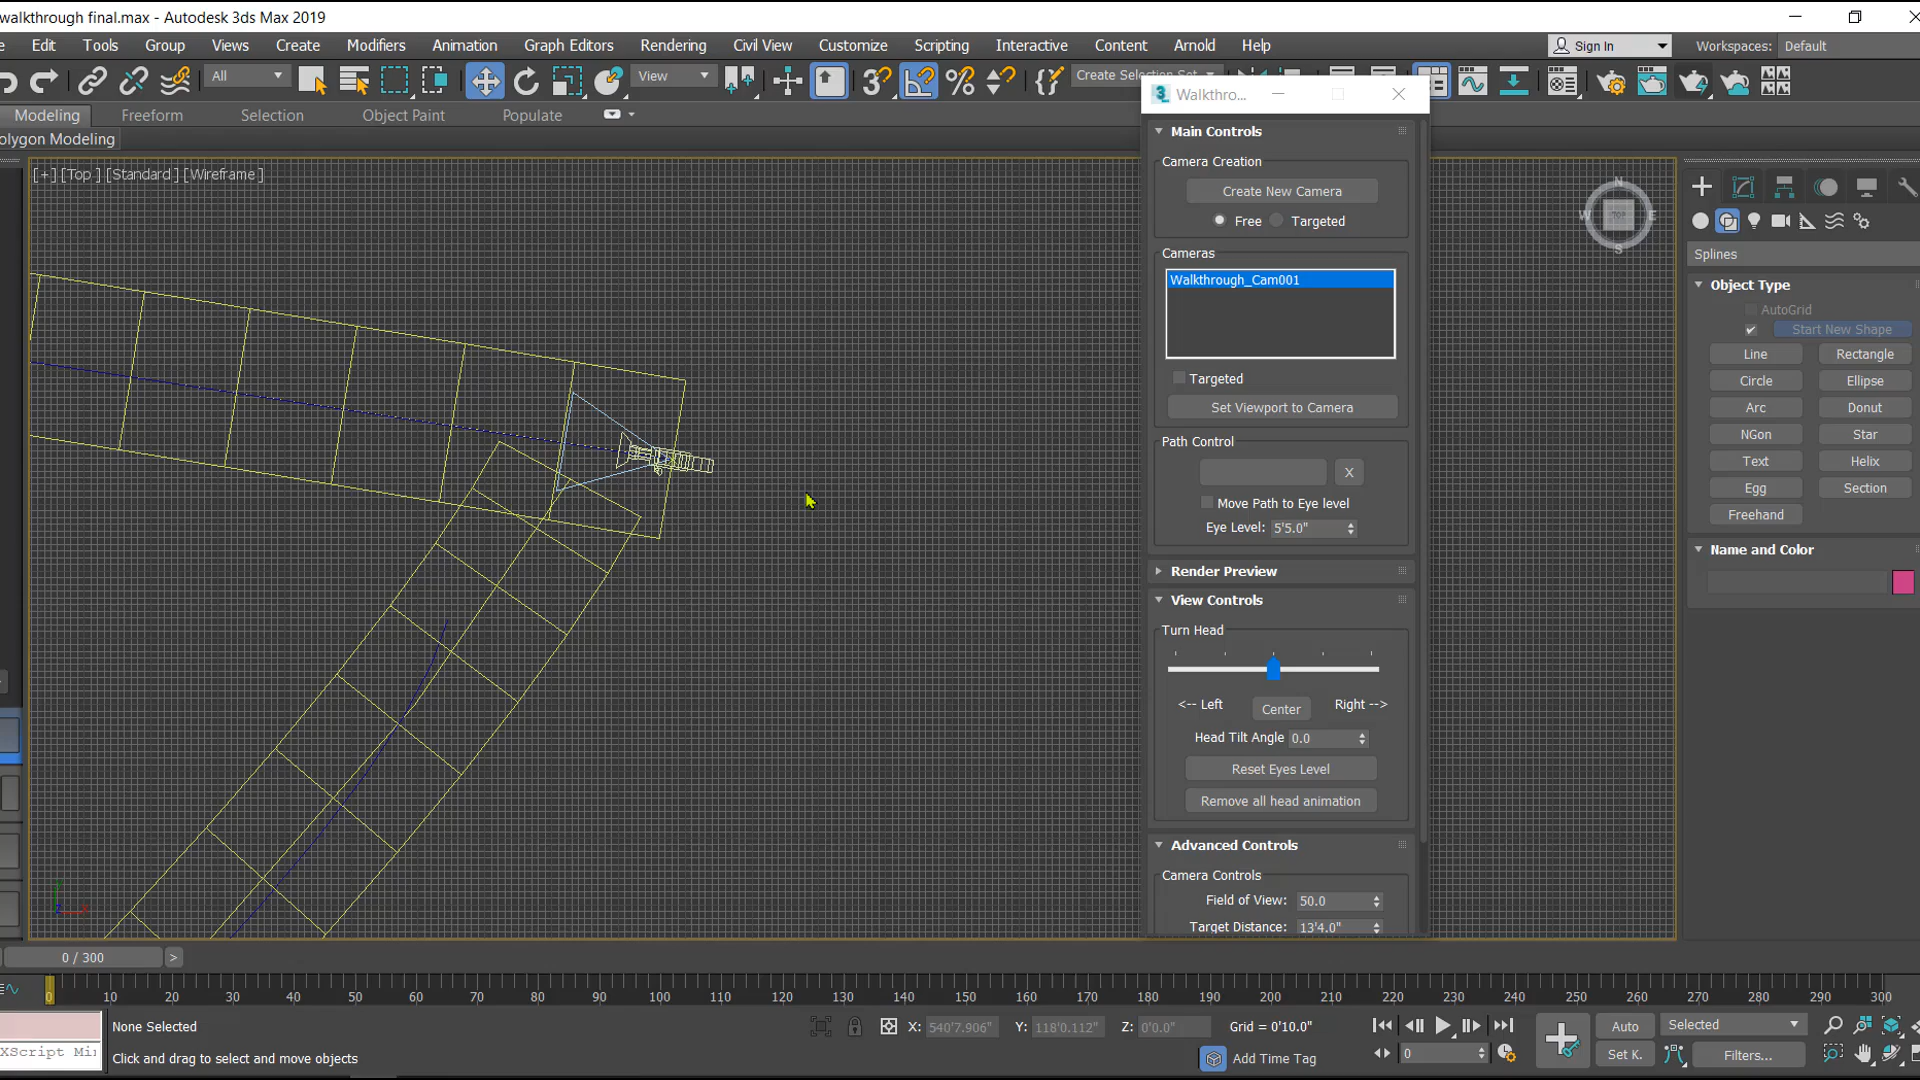 walkthrough final.max - Autodesk 3ds Max 2019
Edit Tools Group Views Create Modifiers Animation Graph Editors Rendering Civil View Customize Scripting Interactive Content Arnold Help Sign In Workspaces: Default
All View Create Selection Set
Modeling Freeform Selection Object Paint Populate
olygon Modeling
[+] [Top ] [Standard ] [Wireframe ]
Walkthro...
Main Controls
Camera Creation
Create New Camera
Free Targeted
Cameras
Walkthrough_Cam001
Targeted
Set Viewport to Camera
Path Control
X
Move Path to Eye level
Eye Level: 5'5.0"
Render Preview
View Controls
Turn Head
<-- Left Center Right -->
Head Tilt Angle 0.0
Reset Eyes Level
Remove all head animation
Advanced Controls
Camera Controls
Field of View: 50.0
Target Distance: 13'4.0"
N
W TOP E
S
Splines
Object Type
AutoGrid
Start New Shape
Line Rectangle
Circle Ellipse
Arc Donut
NGon Star
Text Helix
Egg Section
Freehand
Name and Color
0 / 300 >
0 10 20 30 40 50 60 70 80 90 100 110 120 130 140 150 160 170 180 190 200 210 220 230 240 250 260 270 280 290 300
None Selected X: 540'7.906" Y: 118'0.112" Z: 0'0.0" Grid = 0'10.0" Auto Selected
XScript Mi
Click and drag to select and move objects Add Time Tag 0 Set K. Filters...